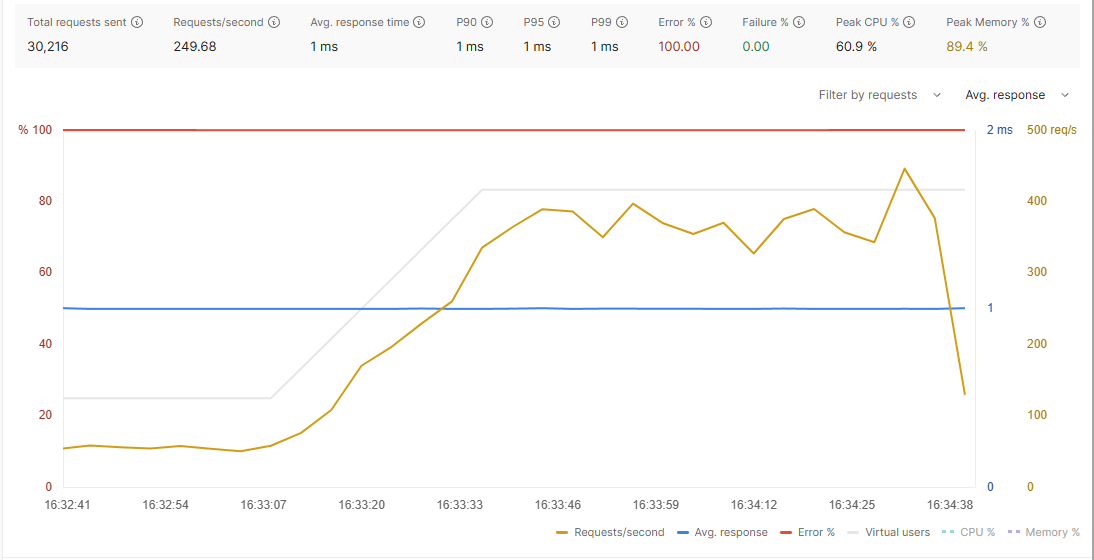 Total requests sent Requests/second Avg. response time P90 P95 P99 Error % Failure % Peak CPU % Peak Memory %
30,216 249.68 1 ms 1 ms 1 ms 1 ms 100.00 0.00 60.9 % 89.4 %
Filter by requests Avg. response
% 100 2 ms 500 req/s
80 400
60 300
1
40 200
20 100
0 0 0
16:32:41 16:32:54 16:33:07 16:33:20 16:33:33 16:33:46 16:33:59 16:34:12 16:34:25 16:34:38
Requests/second Avg. response Error % Virtual users CPU % Memory %